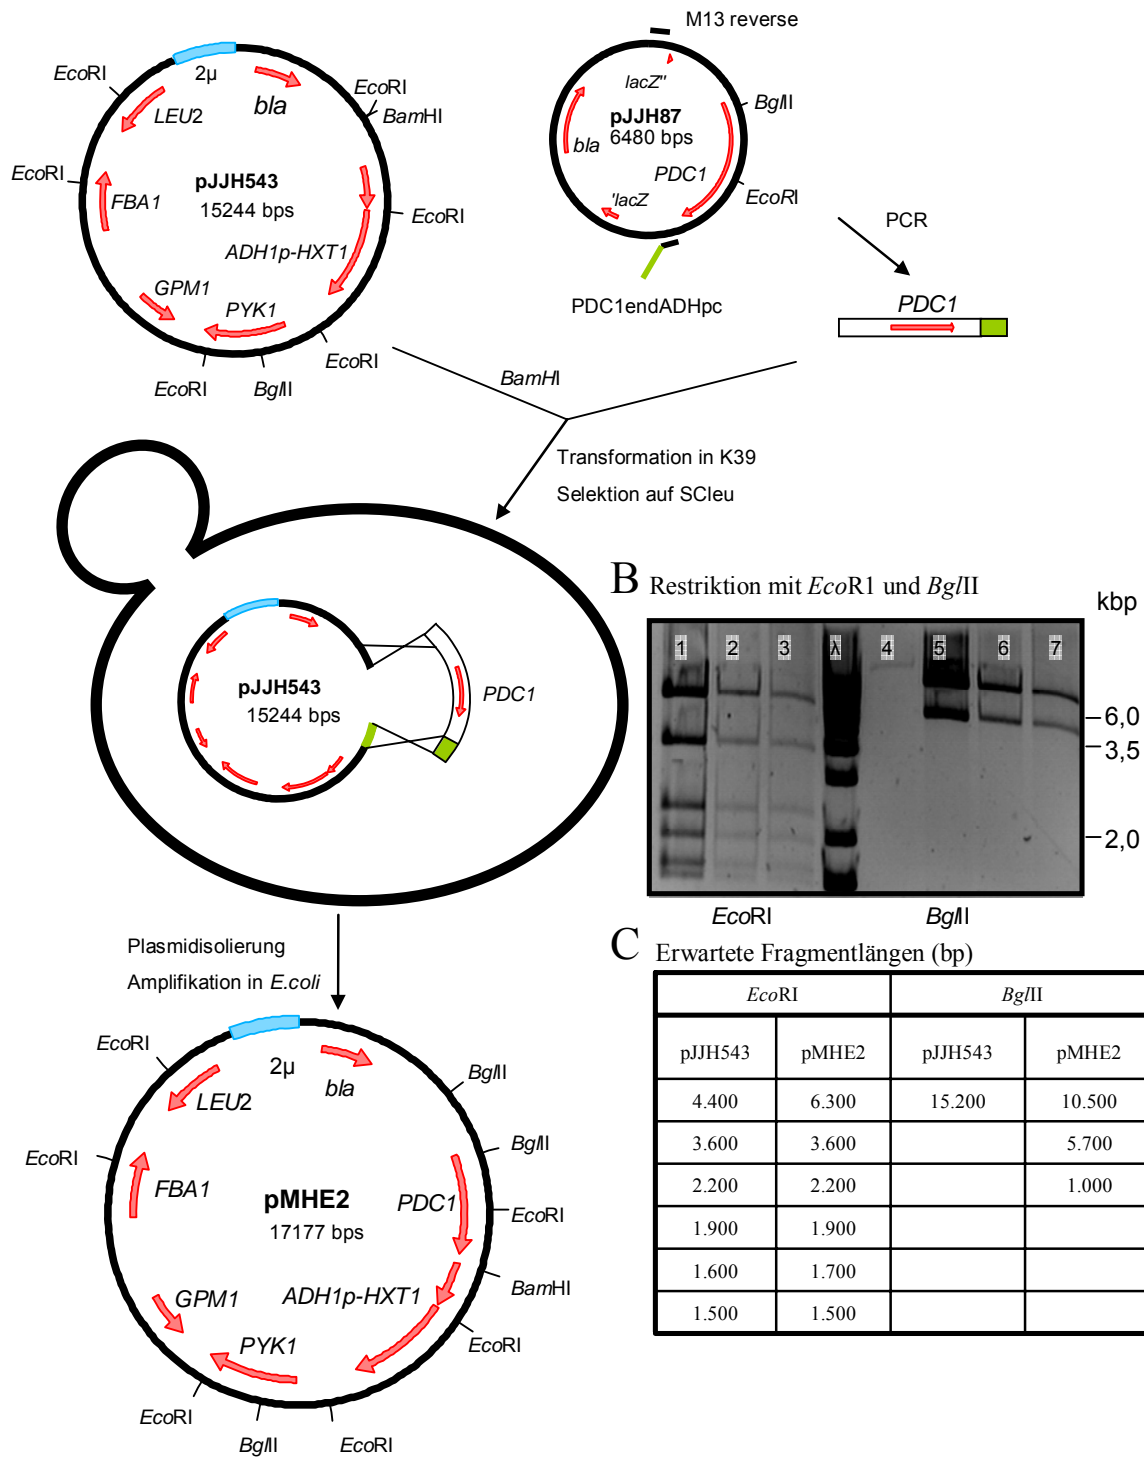 M13 reverse
2µ
EcoRI
bla
EcoRI
BamHI
LEU2
EcoRI
FBA1
pJJH543
15244 bps
EcoRI
ADH1p-HXT1
GPM1
PYK1
EcoRI
EcoRI
BglII
lacZ"
BglII
pJJH87
6480 bps
bla
PDC1
EcoRI
'lacZ
PDC1endADHpc
PCR
PDC1
BamHI
Transformation in K39
Selektion auf SCleu
pJJH543
15244 bps
PDC1
B Restriktion mit EcoR1 und BglII
kbp
1 2 3 λ 4 5 6 7
6,0
3,5
2,0
EcoRI BglII
Plasmidisolierung
Amplifikation in E.coli
C Erwartete Fragmentlängen (bp)
EcoRI BglII
pJJH543 pMHE2 pJJH543 pMHE2
4.400 6.300 15.200 10.500
3.600 3.600 5.700
2.200 2.200 1.000
1.900 1.900
1.600 1.700
1.500 1.500
2µ
EcoRI
bla
BglII
LEU2
BglII
EcoRI
FBA1
pMHE2
17177 bps
PDC1
EcoRI
BamHI
ADH1p-HXT1
GPM1
EcoRI
PYK1
EcoRI
BglII
EcoRI